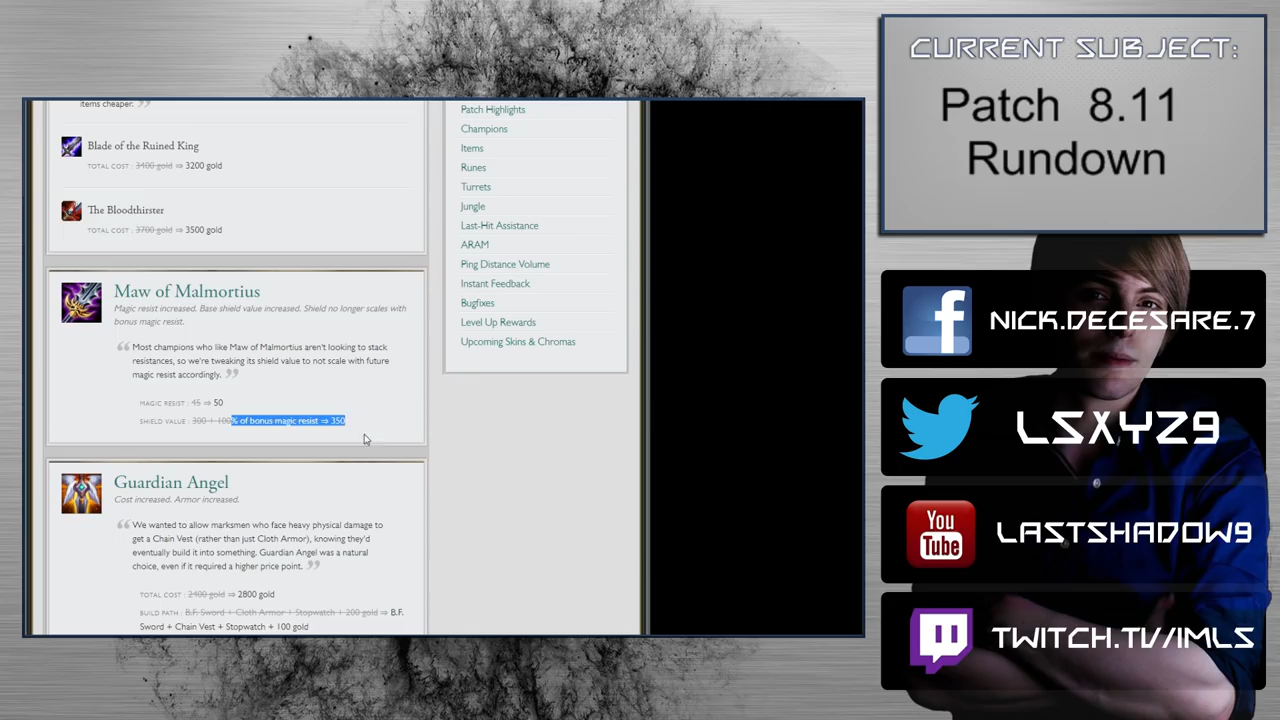 items cheaper. ”
Blade of the Ruined King
TOTAL COST : 3400 gold ⇒ 3200 gold
The Bloodthirster
TOTAL COST : 3700 gold ⇒ 3500 gold
Maw of Malmortius
Magic resist increased. Base shield value increased. Shield no longer scales with
bonus magic resist.
“ Most champions who like Maw of Malmortius aren't looking to stack
resistances, so we're tweaking its shield value to not scale with future
magic resist accordingly. ”
MAGIC RESIST : 45 ⇒ 50
SHIELD VALUE : 300 + 100% of bonus magic resist ⇒ 350
Guardian Angel
Cost increased. Armor increased.
“ We wanted to allow marksmen who face heavy physical damage to
get a Chain Vest (rather than just Cloth Armor), knowing they'd
eventually build it into something. Guardian Angel was a natural
choice, even if it required a higher price point. ”
TOTAL COST : 2400 gold ⇒ 2800 gold
BUILD PATH : B.F. Sword + Cloth Armor + Stopwatch + 200 gold ⇒ B.F.
Sword + Chain Vest + Stopwatch + 100 gold
Patch Highlights
Champions
Items
Runes
Turrets
Jungle
Last-Hit Assistance
ARAM
Ping Distance Volume
Instant Feedback
Bugfixes
Level Up Rewards
Upcoming Skins & Chromas
CURRENT SUBJECT:
Patch 8.11
Rundown
f NICK.DECESARE.7
LSXYZ9
You
Tube LASTSHADOW9
TWITCH.TV/IMLS